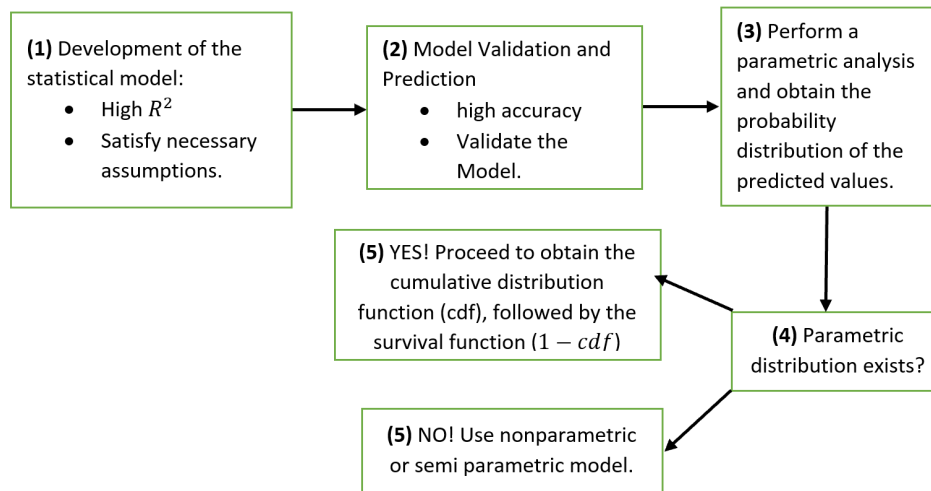 (1) Development of the
statistical model:
• High R²
• Satisfy necessary
assumptions.
(2) Model Validation and
Prediction
• high accuracy
• Validate the
Model.
(3) Perform a
parametric analysis
and obtain the
probability
distribution of the
predicted values.
(4) Parametric
distribution exists?
(5) YES! Proceed to obtain the
cumulative distribution
function (cdf), followed by the
survival function (1 − cdf)
(5) NO! Use nonparametric
or semi parametric model.